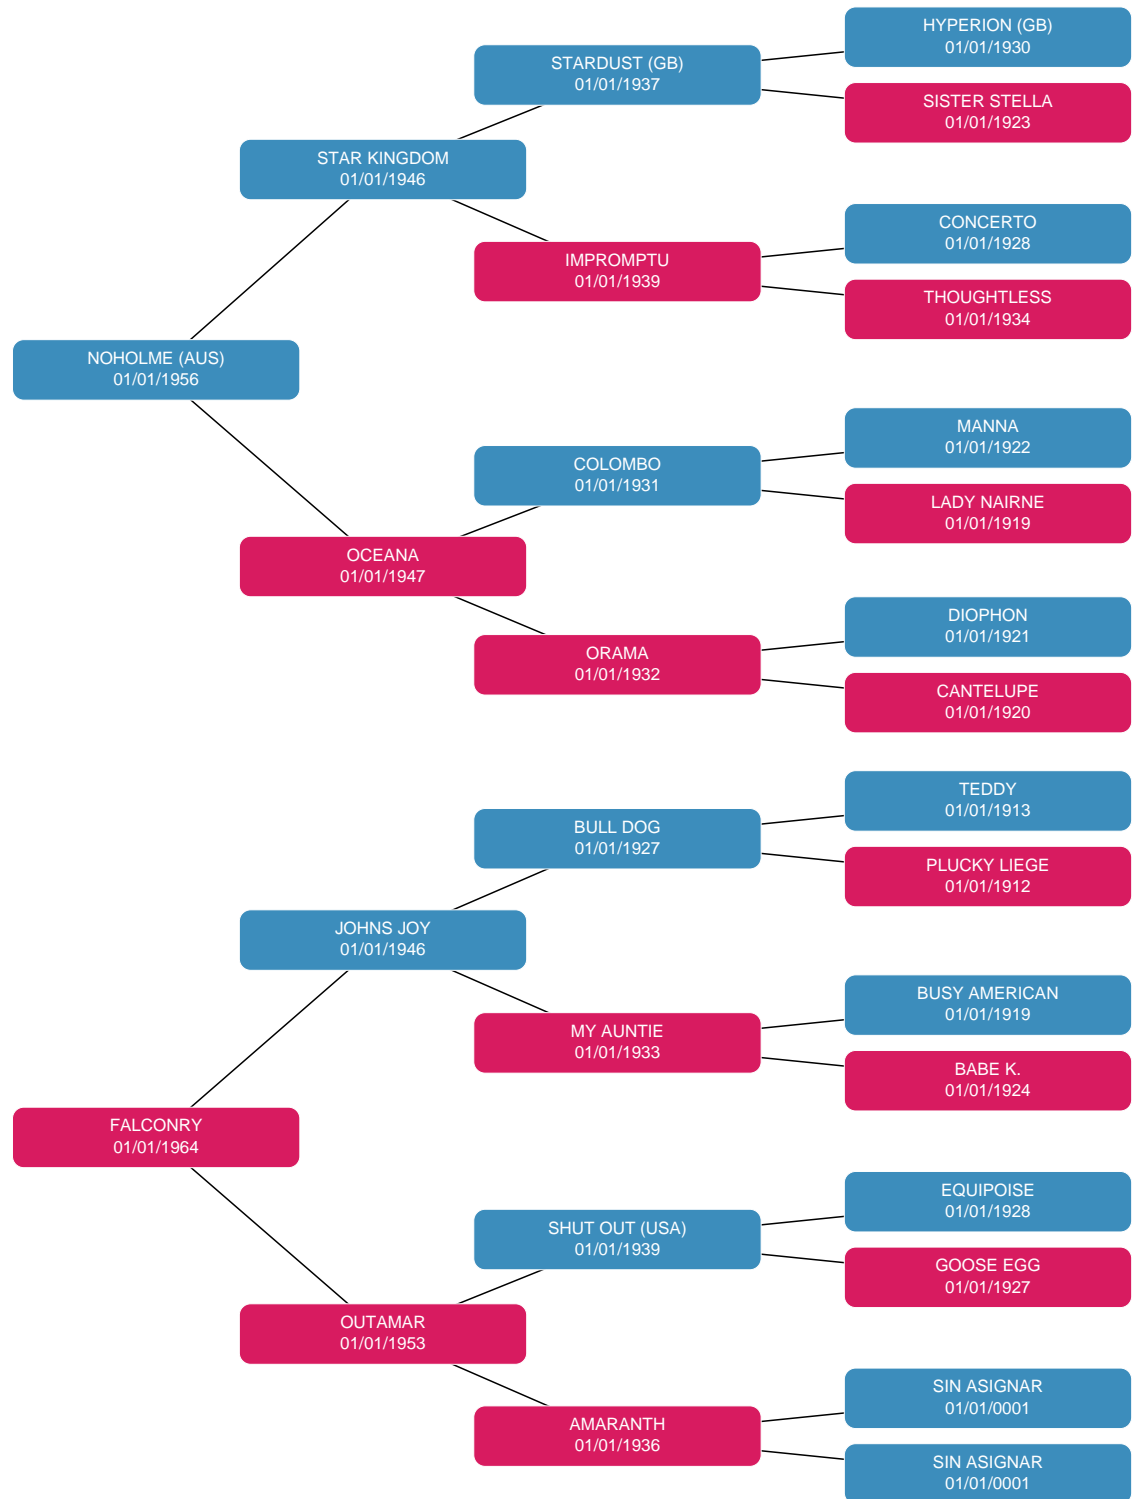 HYPERION (GB)
01/01/1930
STARDUST (GB)
01/01/1937
SISTER STELLA
01/01/1923
STAR KINGDOM
01/01/1946
CONCERTO
01/01/1928
IMPROMPTU
01/01/1939
THOUGHTLESS
01/01/1934
NOHOLME (AUS)
01/01/1956
MANNA
01/01/1922
COLOMBO
01/01/1931
LADY NAIRNE
01/01/1919
OCEANA
01/01/1947
DIOPHON
01/01/1921
ORAMA
01/01/1932
CANTELUPE
01/01/1920
TEDDY
01/01/1913
BULL DOG
01/01/1927
PLUCKY LIEGE
01/01/1912
JOHNS JOY
01/01/1946
BUSY AMERICAN
01/01/1919
MY AUNTIE
01/01/1933
BABE K.
01/01/1924
FALCONRY
01/01/1964
EQUIPOISE
01/01/1928
SHUT OUT (USA)
01/01/1939
GOOSE EGG
01/01/1927
OUTAMAR
01/01/1953
SIN ASIGNAR
01/01/0001
AMARANTH
01/01/1936
SIN ASIGNAR
01/01/0001